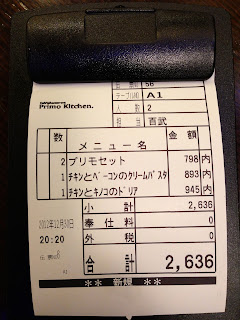 56
テーブルNO A1
Primo Kitchen.
人数 2
担当 百武
数 メニュー名 金額
2 プリモセット 798 内
1 チキンとベーコンのクリームパスタ 893 内
1 チキンとキノコのドリア 945 内
小計 2,636
奉仕料 0
20:20
外税 0
A1
合計 2,636
** 新規 **